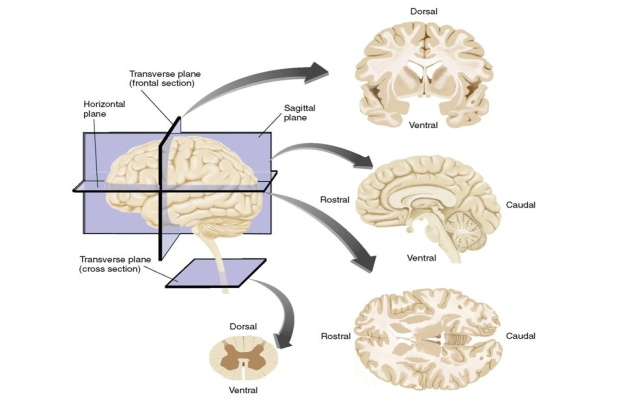 Dorsal
Transverse plane
(frontal section)
Horizontal
plane
Sagittal
plane
Ventral
Rostral
Caudal
Ventral
Transverse plane
(cross section)
Dorsal
Rostral
Caudal
Ventral